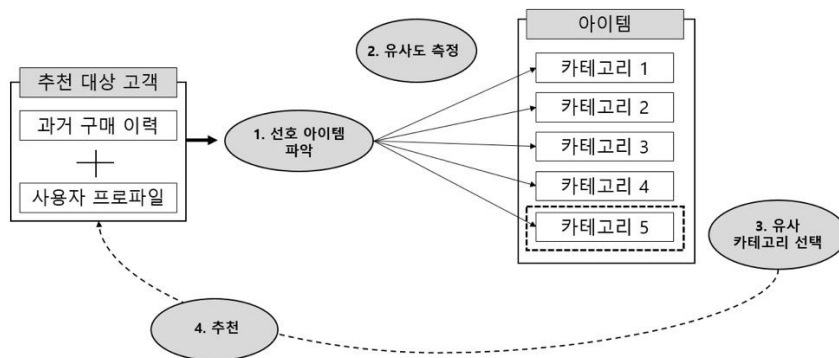 추천 대상 고객
과거 구매 이력
사용자 프로파일
1. 선호 아이템
파악
2. 유사도 측정
아이템
카테고리 1
카테고리 2
카테고리 3
카테고리 4
카테고리 5
3. 유사
카테고리 선택
4. 추천